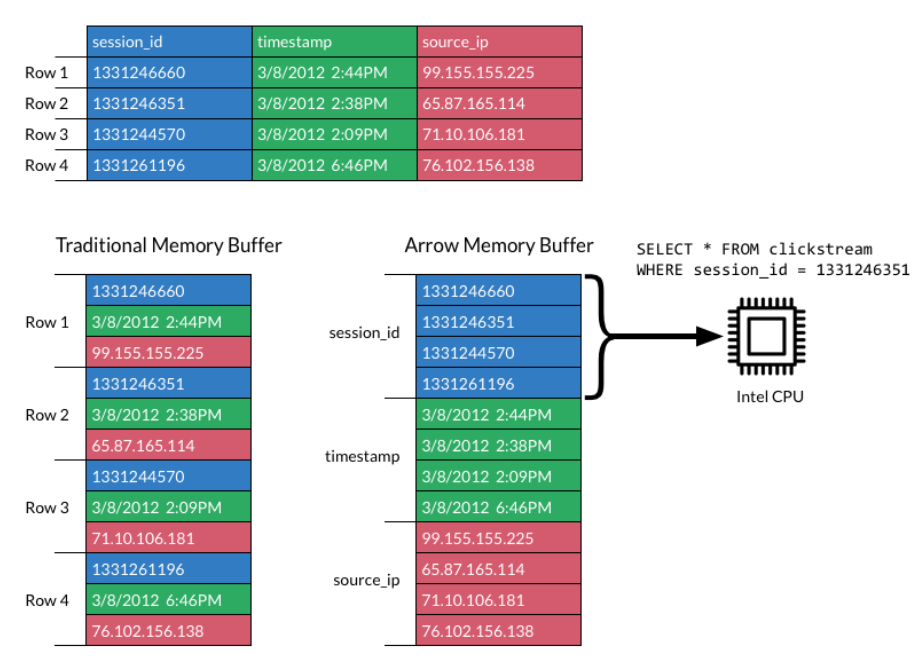 session_id timestamp source_ip
Row 1 1331246660 3/8/2012 2:44PM 99.155.155.225
Row 2 1331246351 3/8/2012 2:38PM 65.87.165.114
Row 3 1331244570 3/8/2012 2:09PM 71.10.106.181
Row 4 1331261196 3/8/2012 6:46PM 76.102.156.138
Traditional Memory Buffer
Row 1
1331246660
3/8/2012 2:44PM
99.155.155.225
Row 2
1331246351
3/8/2012 2:38PM
65.87.165.114
Row 3
1331244570
3/8/2012 2:09PM
71.10.106.181
Row 4
1331261196
3/8/2012 6:46PM
76.102.156.138
Arrow Memory Buffer
session_id
1331246660
1331246351
1331244570
1331261196
timestamp
3/8/2012 2:44PM
3/8/2012 2:38PM
3/8/2012 2:09PM
3/8/2012 6:46PM
source_ip
99.155.155.225
65.87.165.114
71.10.106.181
76.102.156.138
SELECT * FROM clickstream
WHERE session_id = 1331246351
Intel CPU